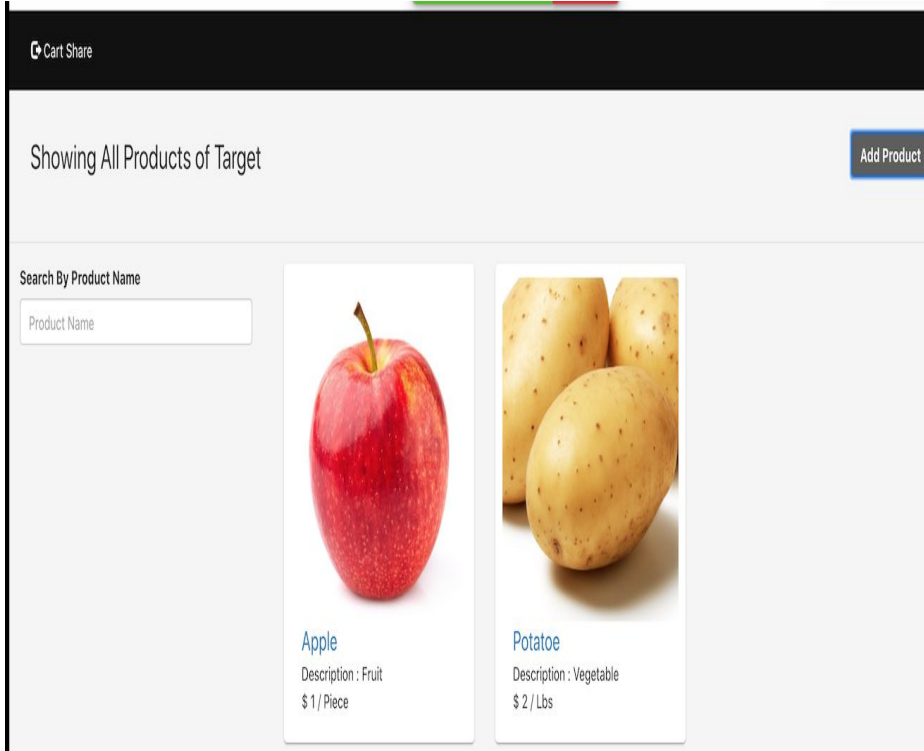 Cart Share
Showing All Products of Target
Add Product
Search By Product Name
Product Name
Apple
Description : Fruit
$ 1 / Piece
Potatoe
Description : Vegetable
$ 2 / Lbs